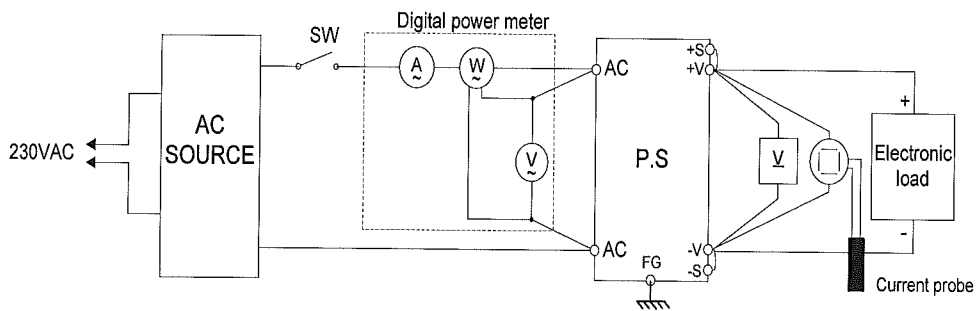 Digital power meter
SW
A
~
W
~
V
~
AC
AC
230VAC
AC
SOURCE
P.S
FG
+S
+V
-V
-S
V
+
Electronic
load
-
Current probe